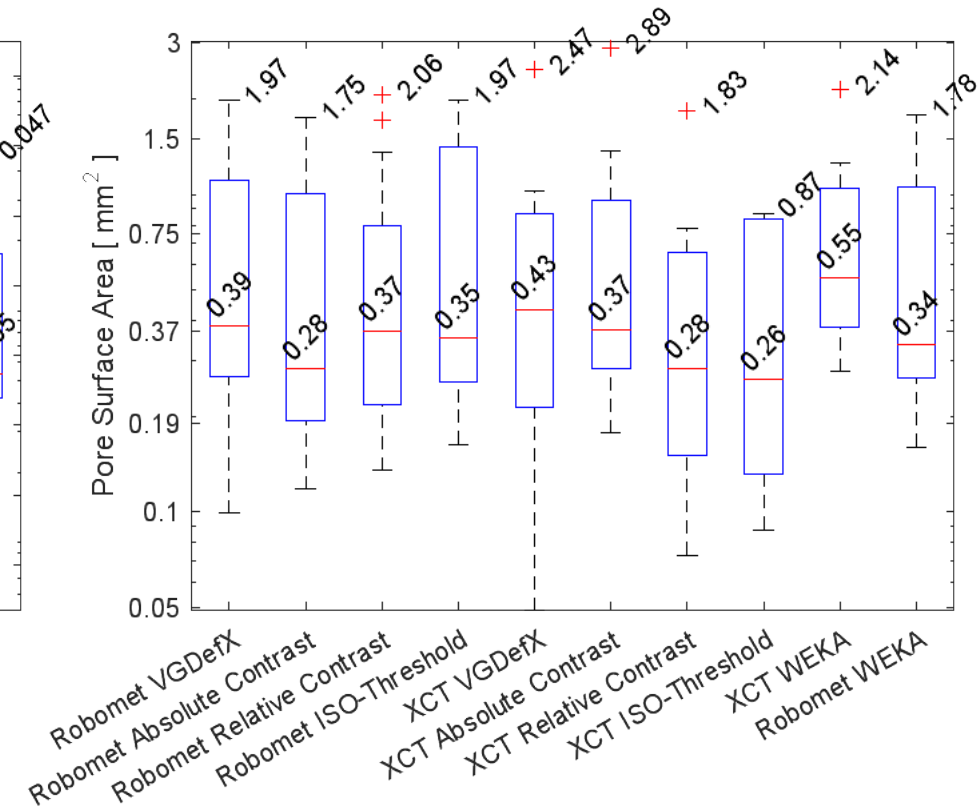 0.047
Pore Surface Area [ mm2 ]
3
1.5
0.75
0.37
0.19
0.1
0.05
1.97
1.75
2.06
1.97
2.47
2.89
1.83
0.87
2.14
1.78
0.39
0.28
0.37
0.35
0.43
0.37
0.28
0.26
0.55
0.34
Robomet VGDefX
Robomet Absolute Contrast
Robomet Relative Contrast
Robomet ISO-Threshold
XCT VGDefX
XCT Absolute Contrast
XCT Relative Contrast
XCT ISO-Threshold
XCT WEKA
Robomet WEKA